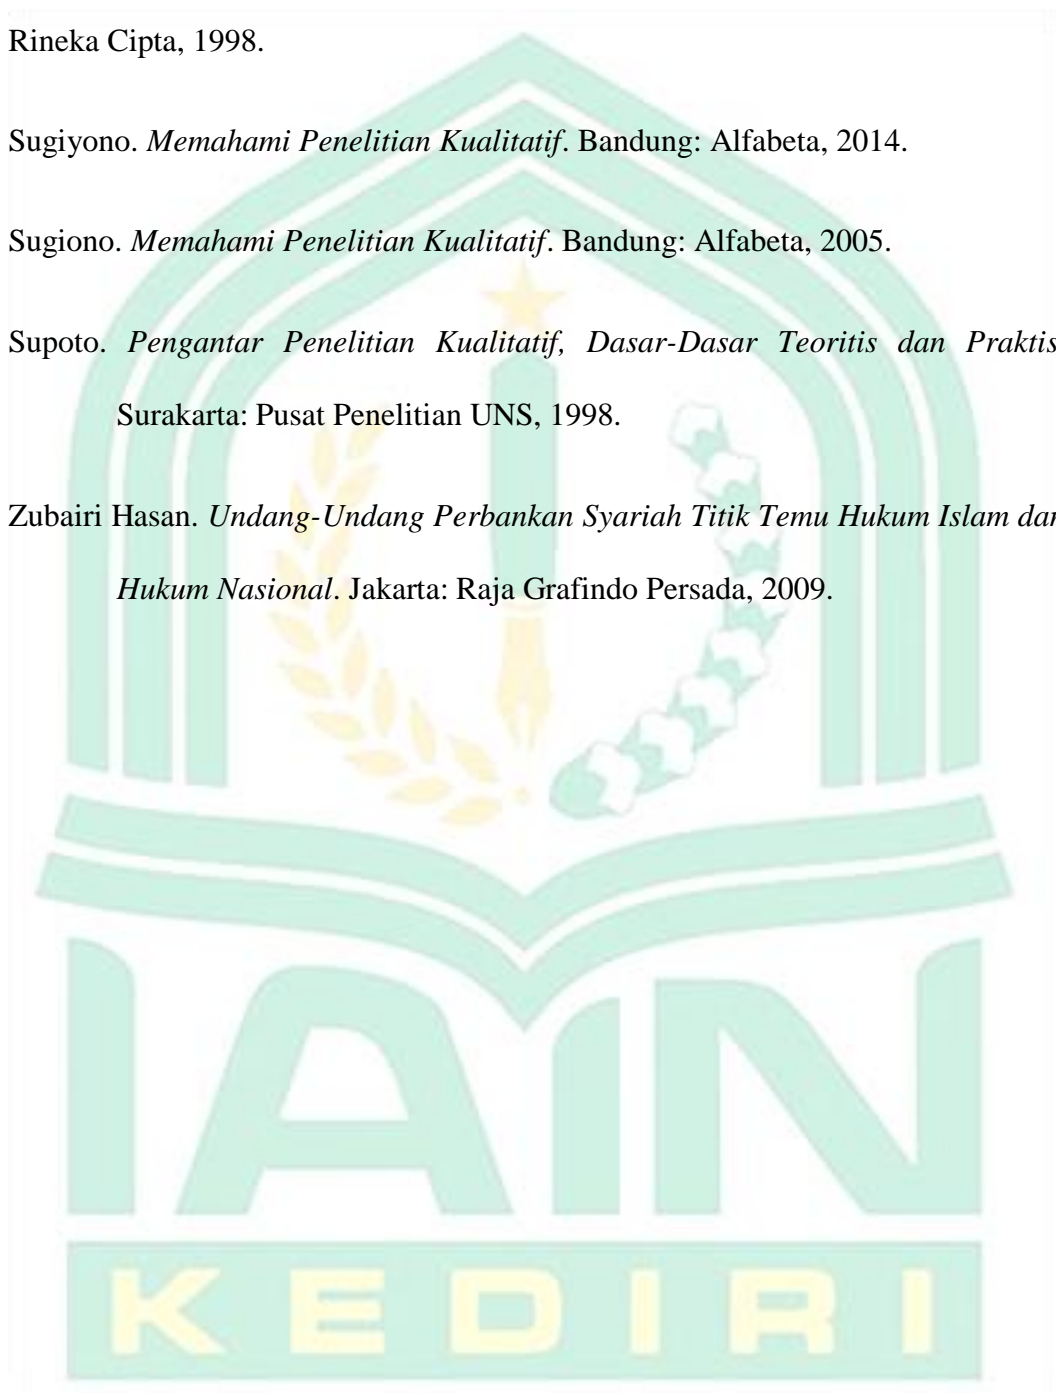 Rineka Cipta, 1998.
Sugiyono. Memahami Penelitian Kualitatif. Bandung: Alfabeta, 2014.
Sugiono. Memahami Penelitian Kualitatif. Bandung: Alfabeta, 2005.
Supoto. Pengantar Penelitian Kualitatif, Dasar-Dasar Teoritis dan Praktis
Surakarta: Pusat Penelitian UNS, 1998.
Zubairi Hasan. Undang-Undang Perbankan Syariah Titik Temu Hukum Islam dan
Hukum Nasional. Jakarta: Raja Grafindo Persada, 2009.
IAIN
KEDIRI